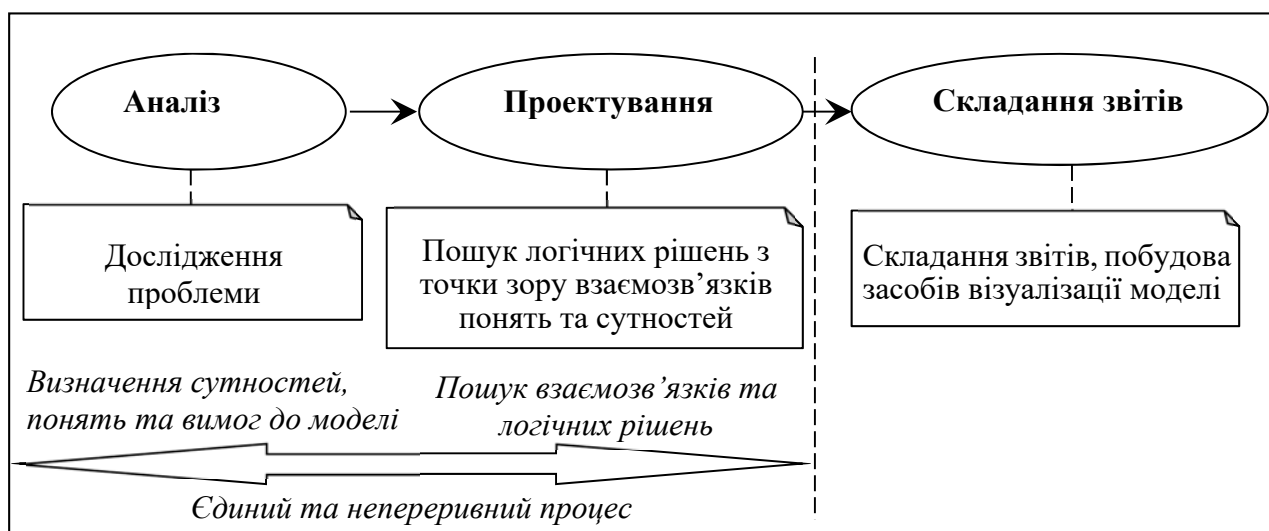 Аналіз
Проектування
Складання звітів
Дослідження
проблеми
Пошук логічних рішень з
точки зору взаємозв’язків
понять та сутностей
Складання звітів, побудова
засобів візуалізації моделі
Визначення сутностей,
понять та вимог до моделі
Пошук взаємозв’язків та
логічних рішень
Єдиний та непереривний процес